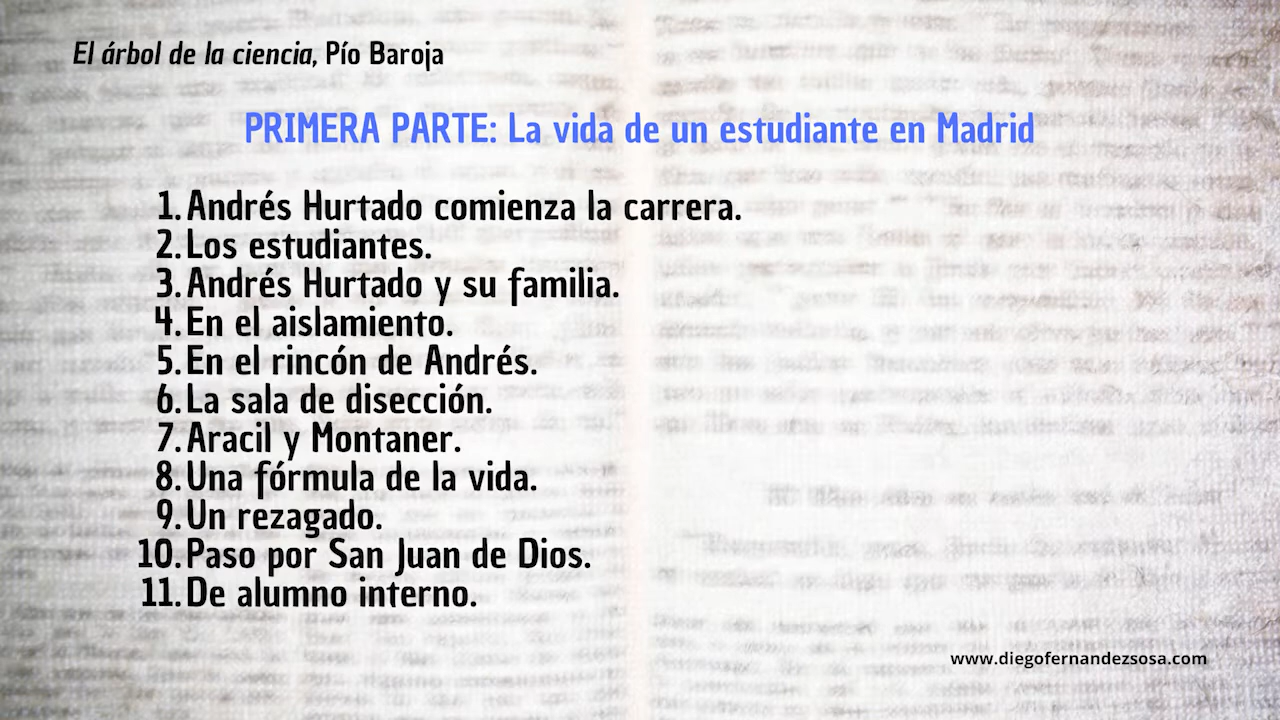 El árbol de la ciencia, Pío Baroja
PRIMERA PARTE: La vida de un estudiante en Madrid
1. Andrés Hurtado comienza la carrera.
2. Los estudiantes.
3. Andrés Hurtado y su familia.
4. En el aislamiento.
5. En el rincón de Andrés.
6. La sala de disección.
7. Aracil y Montaner.
8. Una fórmula de la vida.
9. Un rezagado.
10. Paso por San Juan de Dios.
11. De alumno interno.
www.diegofernandezsosa.com